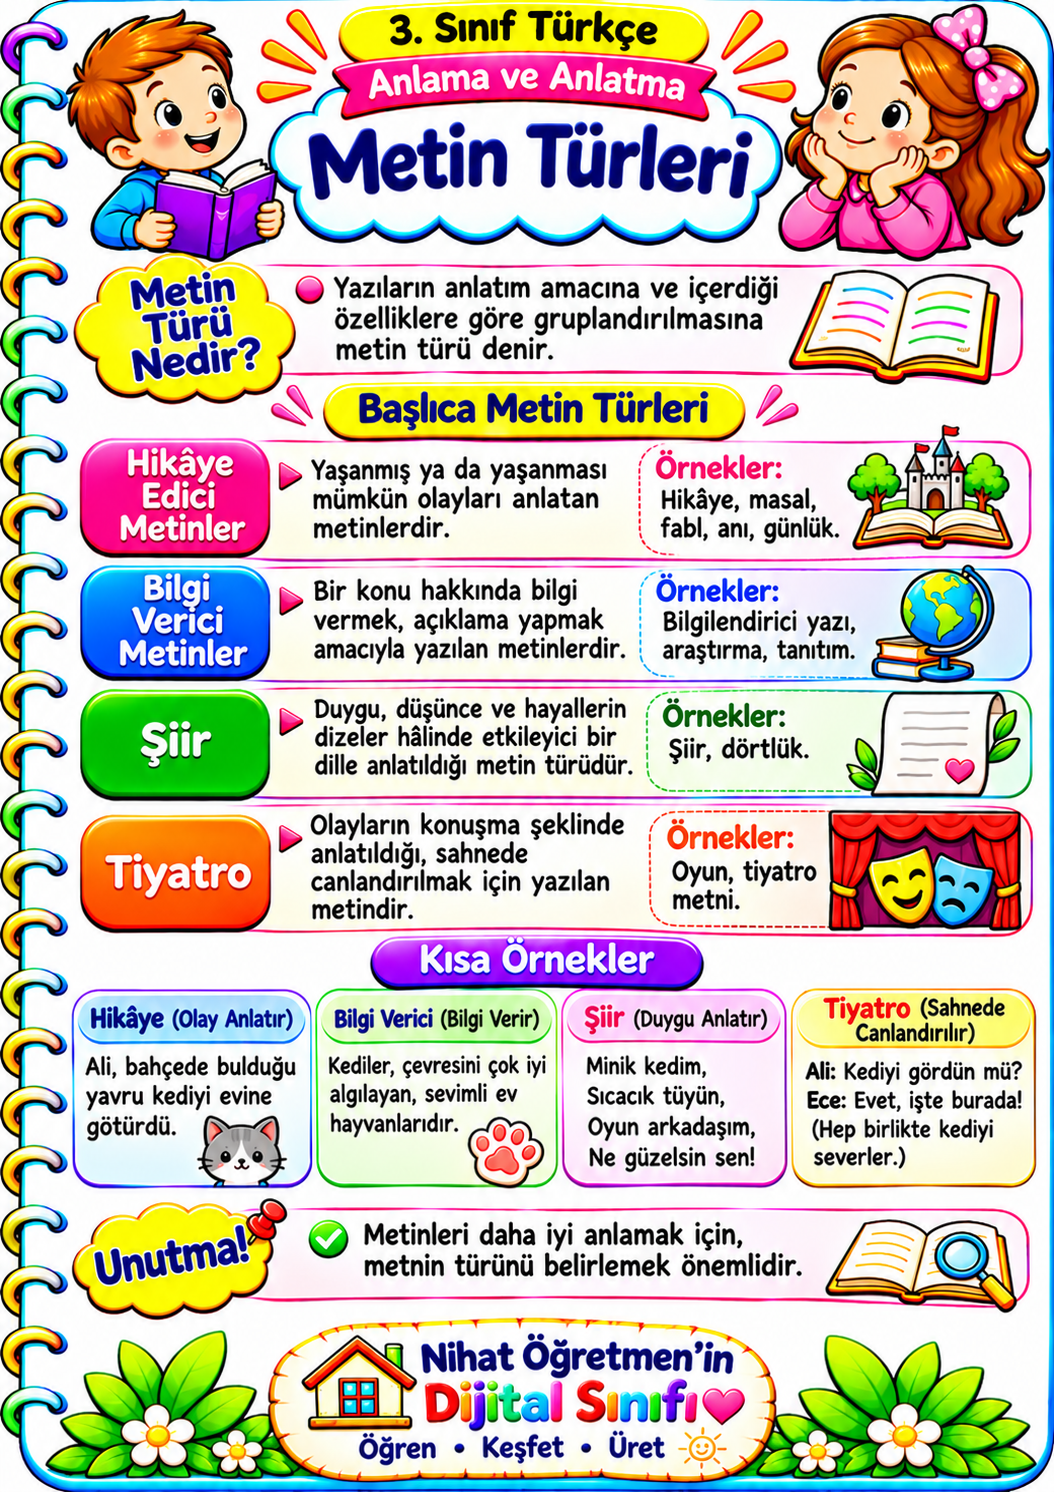 3. Sınıf Türkçe
Anlama ve Anlatma
Metin Türleri
Metin
Türü
Nedir?
Yazıların anlatım amacına ve içerdiği
özelliklere göre gruplandırılmasına
metin türü denir.
Başlıca Metin Türleri
Hikâye
Edici
Metinler
Yaşanmış ya da yaşanması
mümkün olayları anlatan
metinlerdir.
Örnekler:
Hikâye, masal,
fabl, anı, günlük.
Bilgi
Verici
Metinler
Bir konu hakkında bilgi
vermek, açıklama yapmak
amacıyla yazılan metinlerdir.
Örnekler:
Bilgilendirici yazı,
araştırma, tanıtım.
Şiir
Duygu, düşünce ve hayallerin
dizeler hâlinde etkileyici bir
dille anlatıldığı metin türüdür.
Örnekler:
Şiir, dörtlük.
Tiyatro
Olayların konuşma şeklinde
anlatıldığı, sahnede
canlandırılmak için yazılan
metindir.
Örnekler:
Oyun, tiyatro
metni.
Kısa Örnekler
Hikâye (Olay Anlatır)
Ali, bahçede bulduğu
yavru kediyi evine
götürdü.
Bilgi Verici (Bilgi Verir)
Kediler, çevresini çok iyi
algılayan, sevimli ev
hayvanlarıdır.
Şiir (Duygu Anlatır)
Minik kedim,
Sıcacık tüyün,
Oyun arkadaşım,
Ne güzelsin sen!
Tiyatro (Sahnede
Canlandırılır)
Ali: Kediyi gördün mü?
Ece: Evet, işte burada!
(Hep birlikte kediyi
severler.)
Unutma!
Metinleri daha iyi anlamak için,
metnin türünü belirlemek önemlidir.
Nihat Öğretmen'in
Dijital Sınıfı
Öğren • Keşfet • Üret